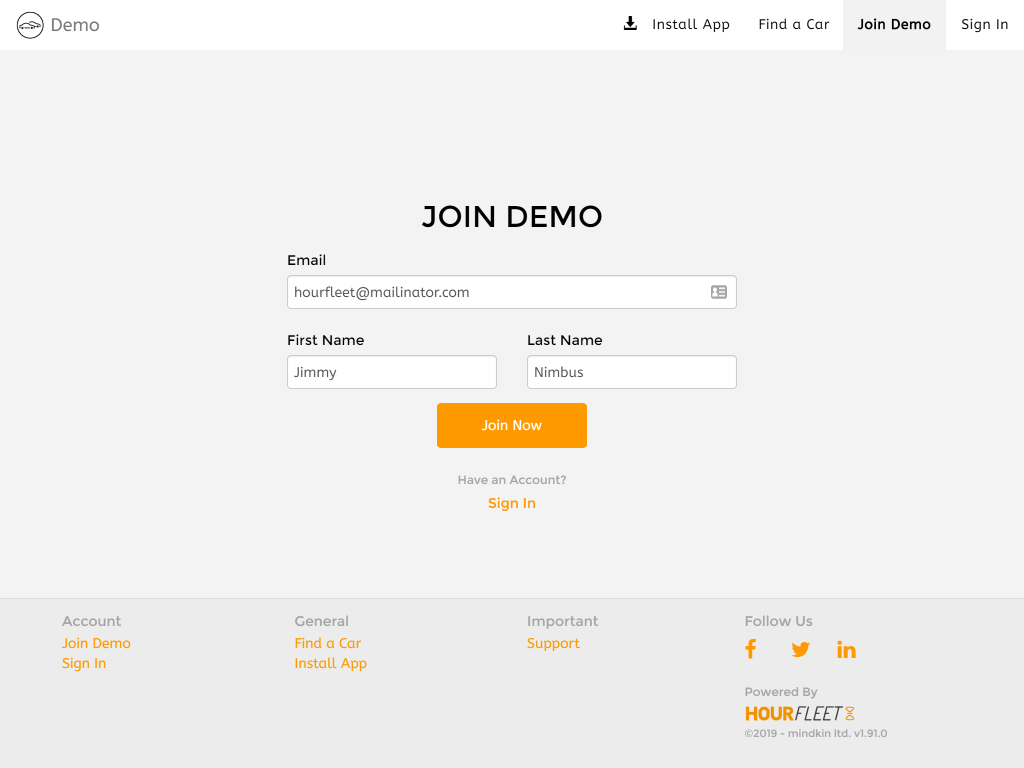 Demo
Install App
Find a Car
Join Demo
Sign In
JOIN DEMO
Email
hourfleet@mailinator.com
First Name
Last Name
Jimmy
Nimbus
Join Now
Have an Account?
Sign In
Account
Join Demo
Sign In
General
Find a Car
Install App
Important
Support
Follow Us
Powered By
HOURFLEET
©2019 - mindkin ltd. v1.91.0